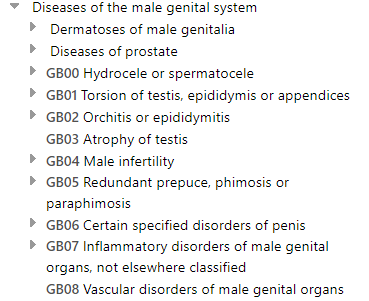 Diseases of the male genital system
Dermatoses of male genitalia
Diseases of prostate
GB00 Hydrocele or spermatocele
GB01 Torsion of testis, epididymis or appendices
GB02 Orchitis or epididymitis
GB03 Atrophy of testis
GB04 Male infertility
GB05 Redundant prepuce, phimosis or
paraphimosis
GB06 Certain specified disorders of penis
GB07 Inflammatory disorders of male genital
organs, not elsewhere classified
GB08 Vascular disorders of male genital organs